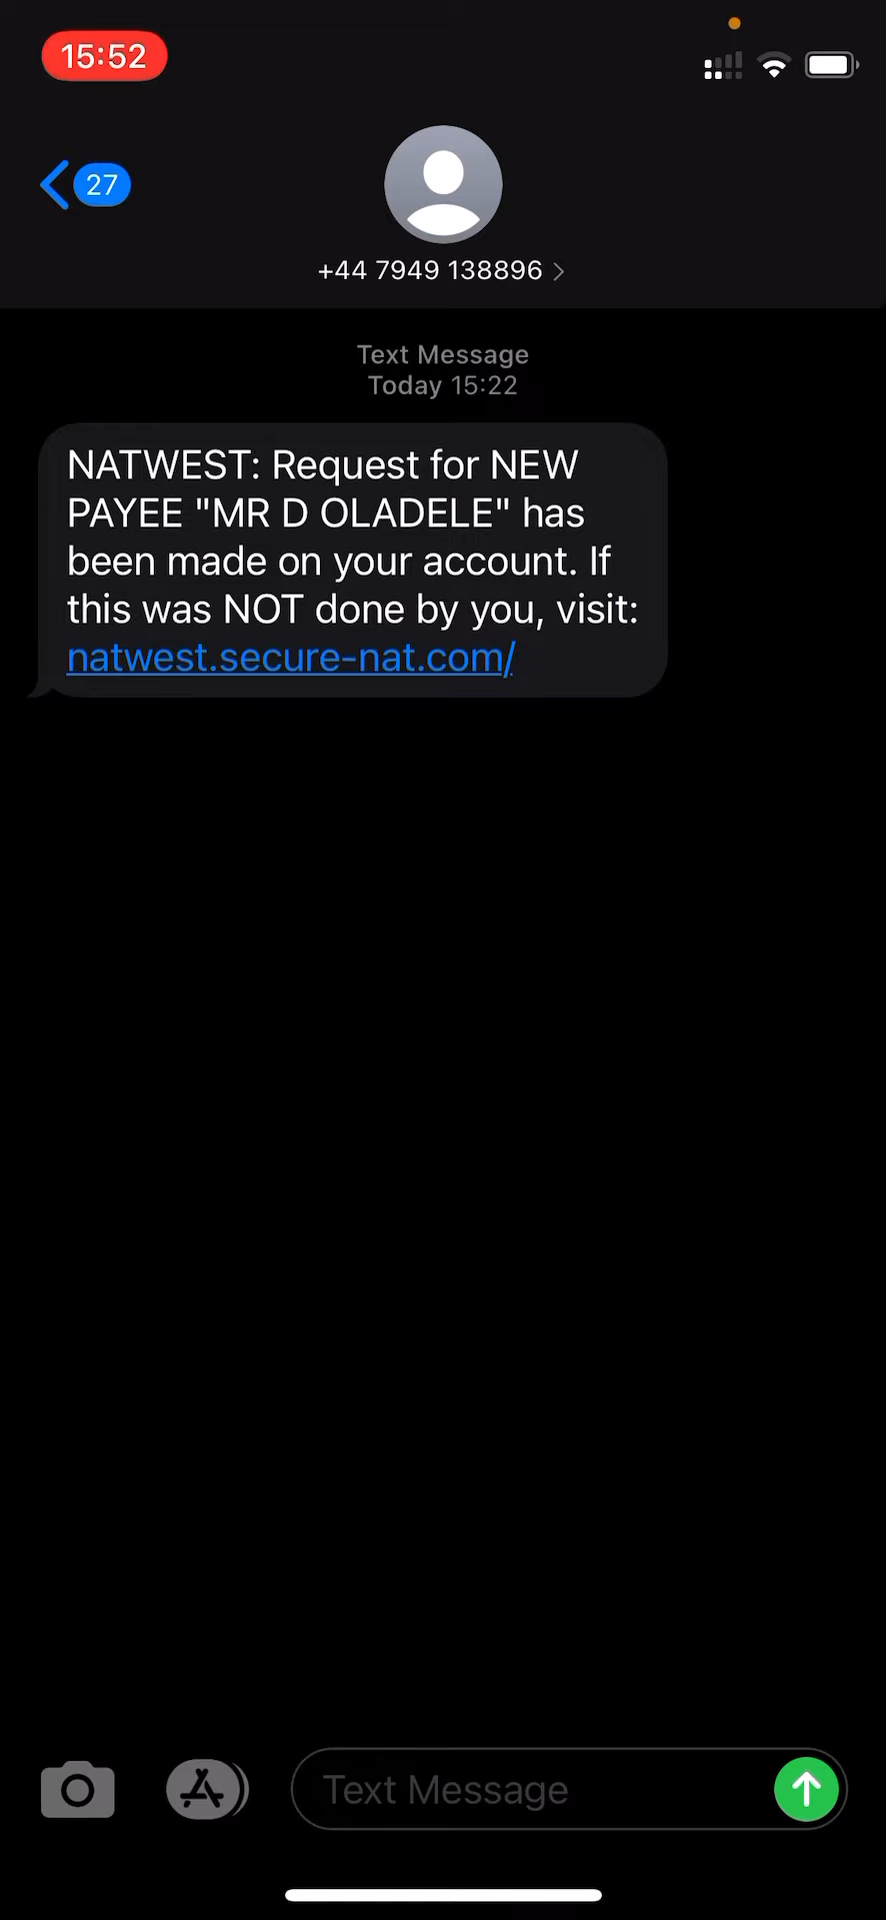 15:52
27
+44 7949 138896
Text Message
Today 15:22
NATWEST: Request for NEW
PAYEE "MR D OLADELE" has
been made on your account. If
this was NOT done by you, visit:
natwest.secure-nat.com/
Text Message